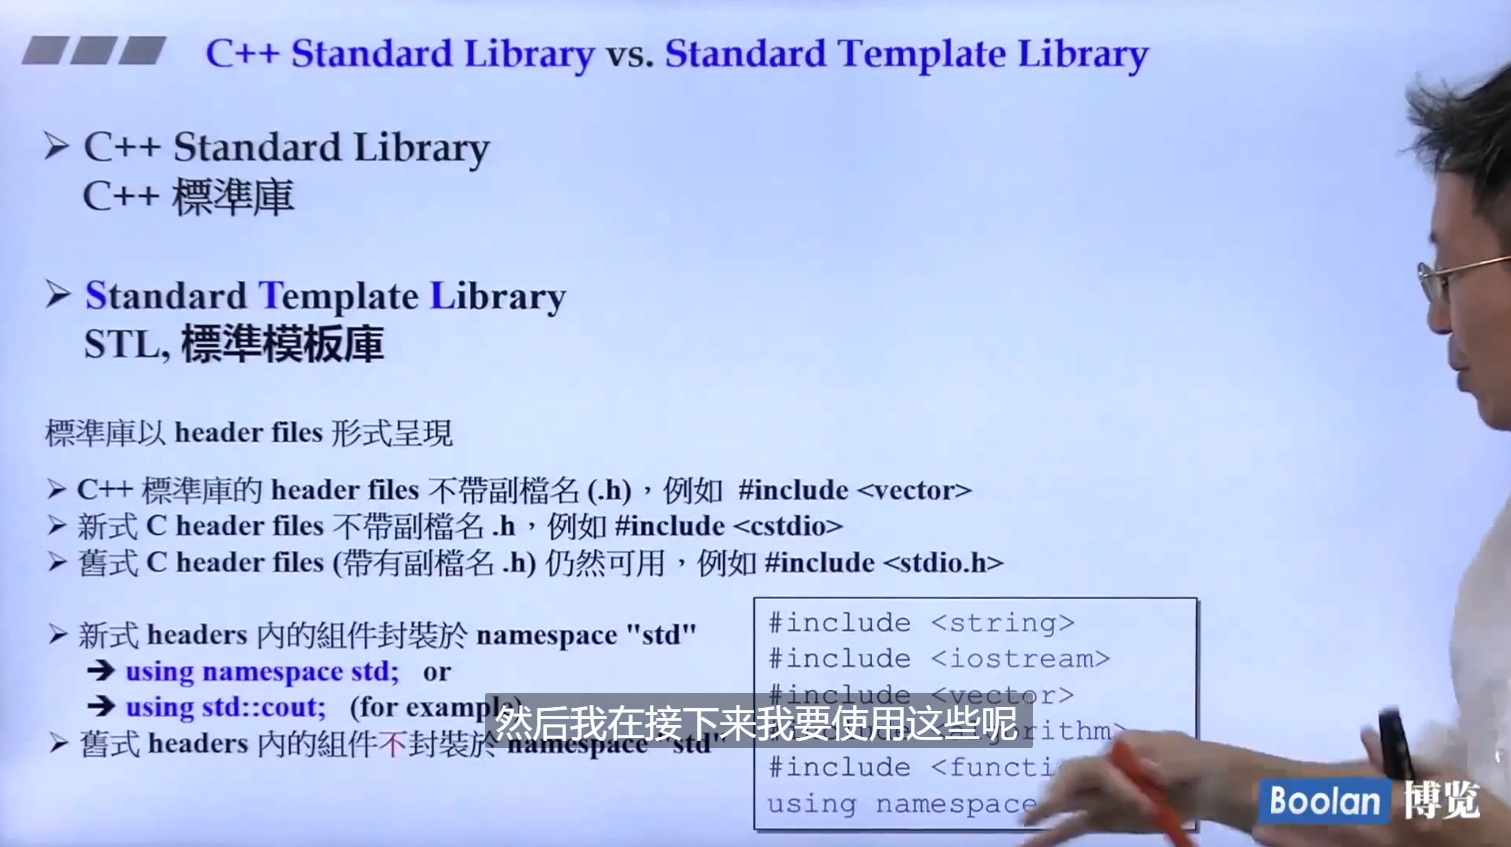 C++ Standard Library vs. Standard Template Library
➢ C++ Standard Library
C++ 標準庫
➢ Standard Template Library
STL, 標準模板庫
標準庫以 header files 形式呈現
➢ C++ 標準庫的 header files 不帶副檔名 (.h)，例如 #include <vector>
➢ 新式 C header files 不帶副檔名 .h，例如 #include <cstdio>
➢ 舊式 C header files (帶有副檔名 .h) 仍然可用，例如 #include <stdio.h>
➢ 新式 headers 內的組件封裝於 namespace "std"
➔ using namespace std; or
➔ using std::cout; (for example)
➢ 舊式 headers 內的組件不封裝於 namespace "std"
#include <string>
#include <iostream>
#include <vector>
#include <algorithm>
#include <functi
using namespace
然后我在接下来我要使用这些呢
Boolan 博览